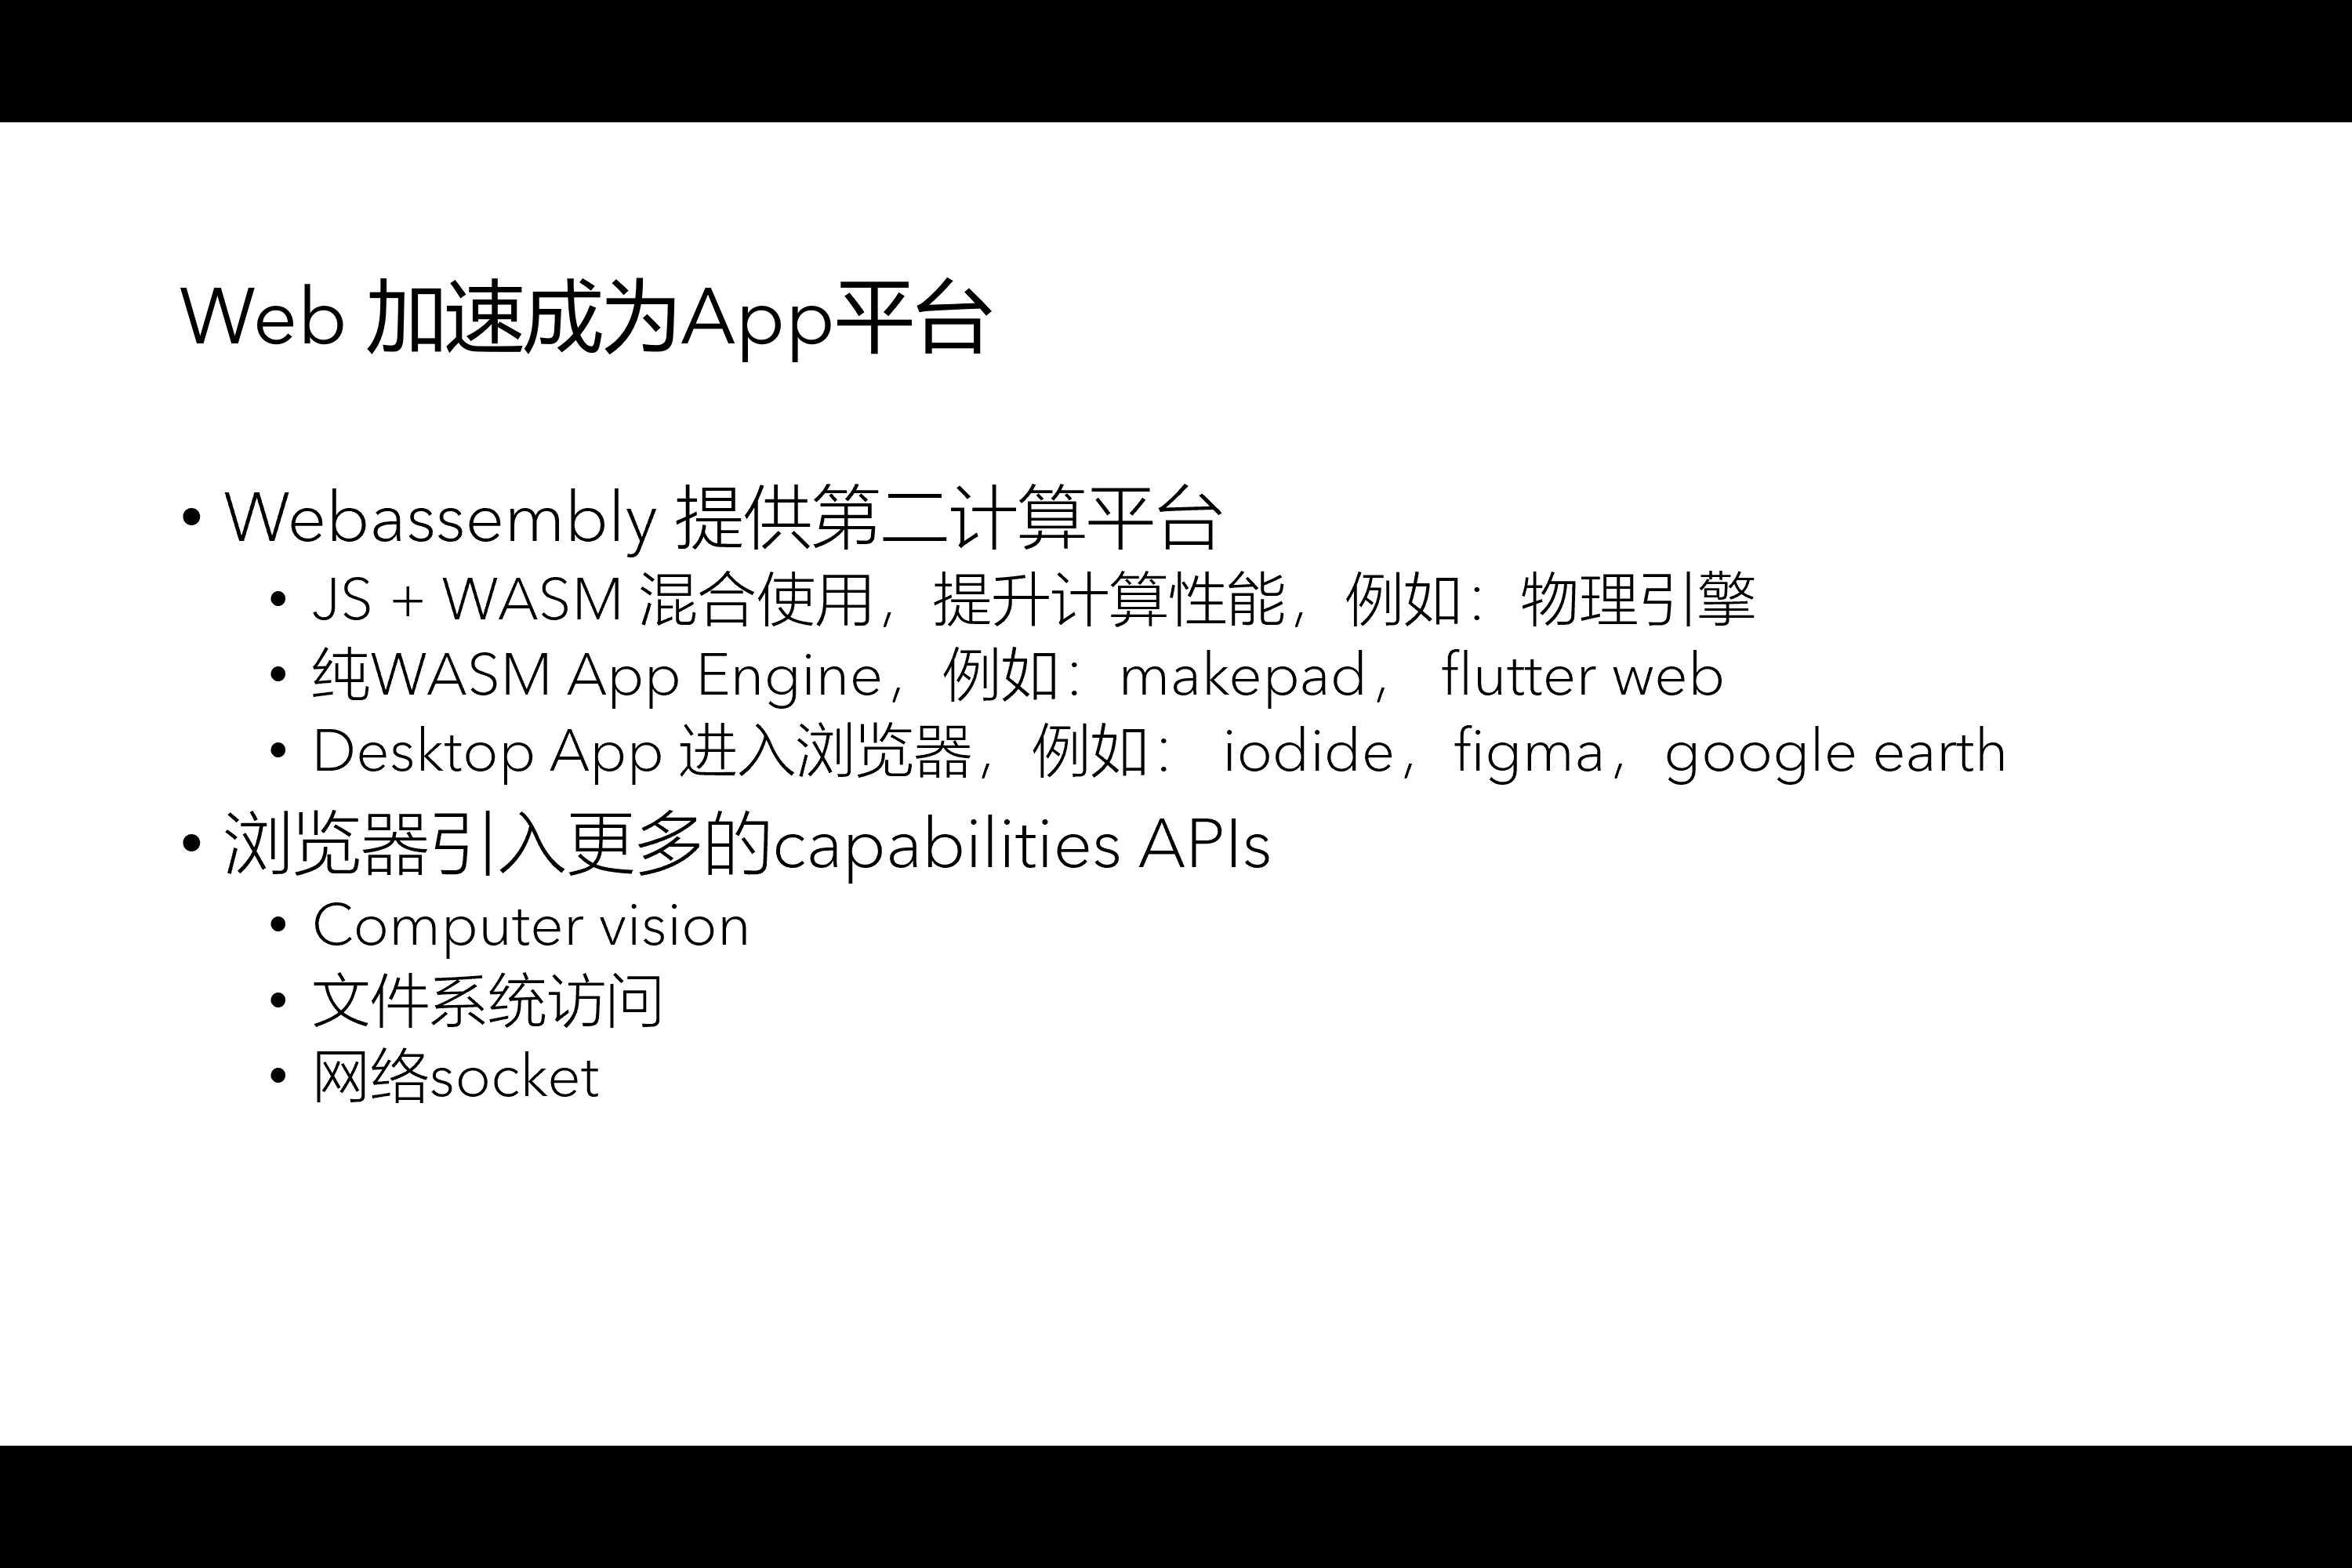 Web 加速成为App平台
• Webassembly 提供第二计算平台
• JS + WASM 混合使用，提升计算性能，例如：物理引擎
• 纯WASM App Engine，例如：makepad， flutter web
• Desktop App 进入浏览器，例如： iodide，figma，google earth
• 浏览器引入更多的capabilities APIs
• Computer vision
• 文件系统访问
• 网络socket